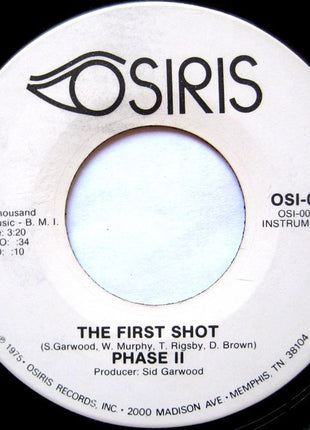 OSIRIS
housand
usic - B. M. I.
e: 3:20
O: :34
O: :10
OSI-0
OSI-00
INSTRUM
THE FIRST SHOT
(S.Garwood, W. Murphy, T. Rigsby, D. Brown)
PHASE II
Producer: Sid Garwood
℗ 1975 - OSIRIS RECORDS, INC. - 2000 MADISON AVE. - MEMPHIS, TN. 38104